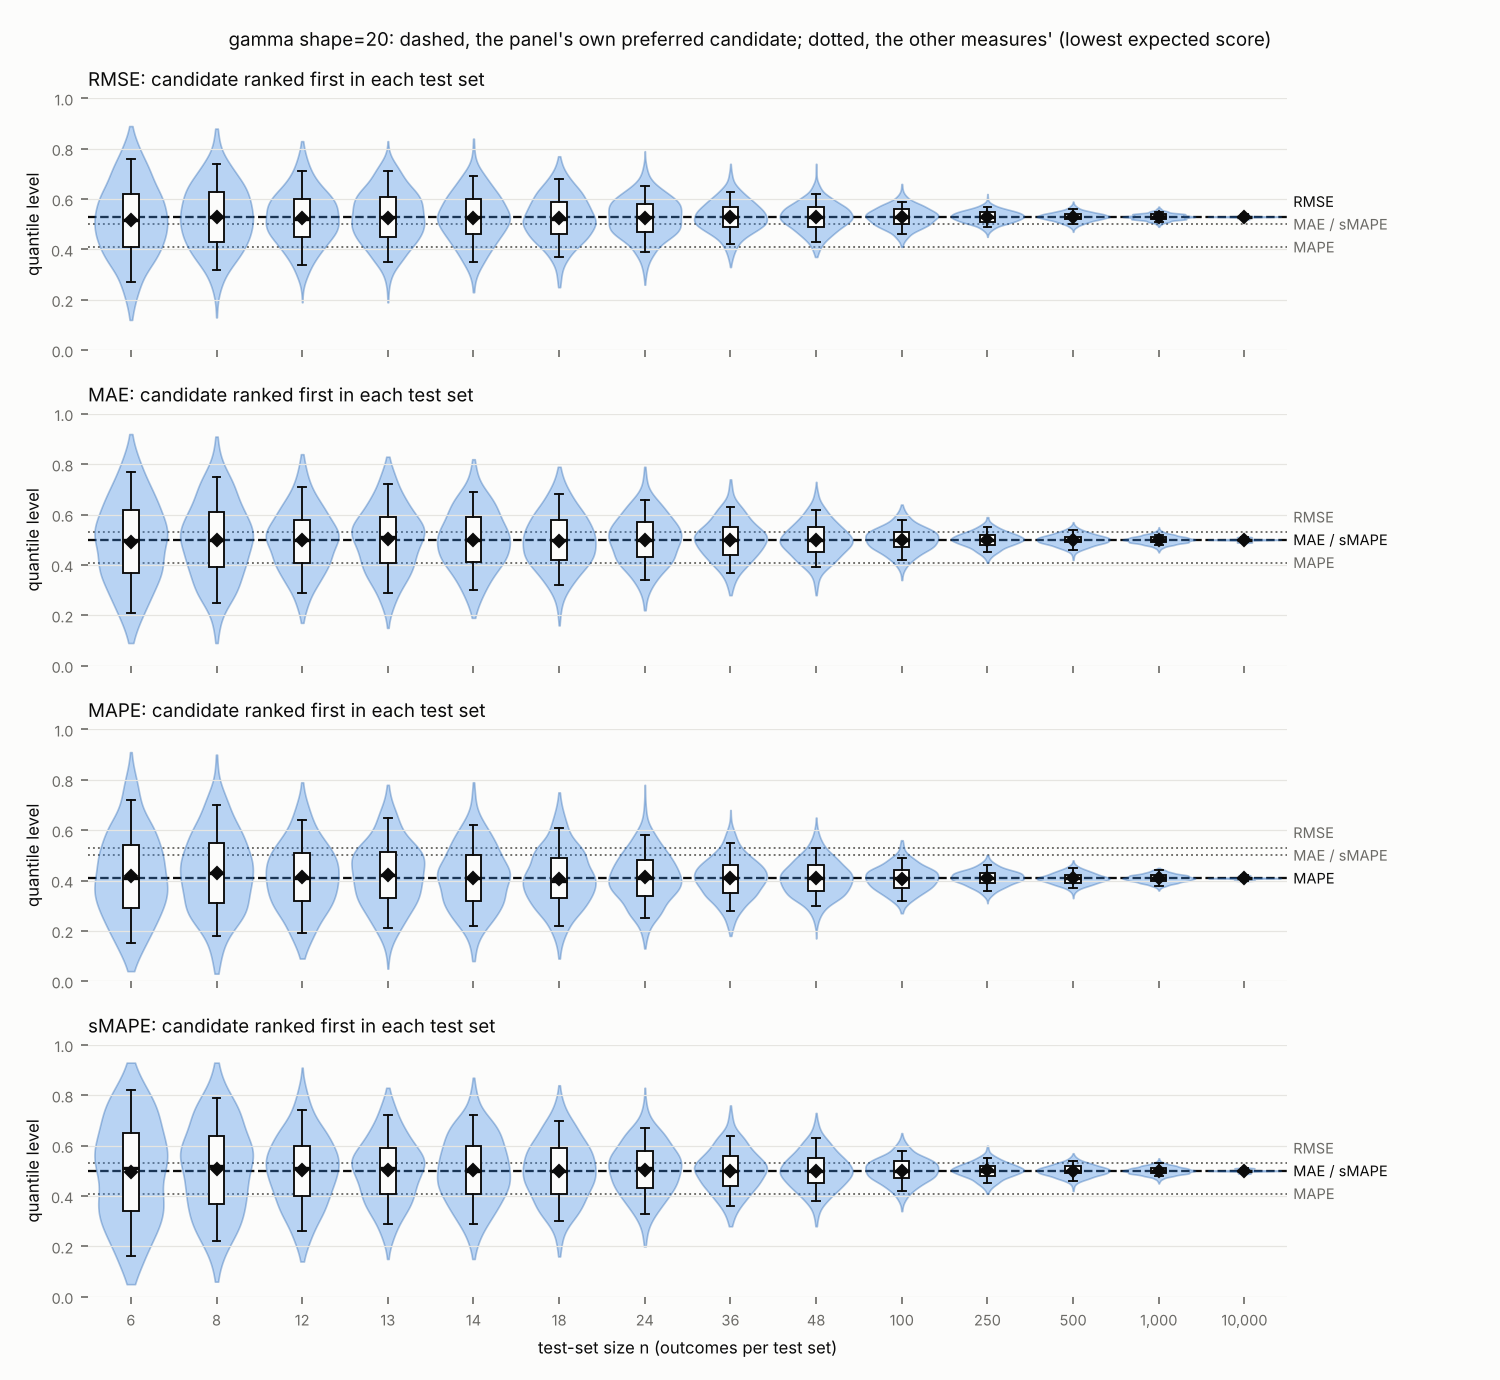 gamma shape=20: dashed, the panel's own preferred candidate; dotted, the other measures' (lowest expected score)
RMSE: candidate ranked first in each test set
quantile level
1.0
0.8
0.6
0.4
0.2
0.0
RMSE
MAE / sMAPE
MAPE
MAE: candidate ranked first in each test set
quantile level
1.0
0.8
0.6
0.4
0.2
0.0
RMSE
MAE / sMAPE
MAPE
MAPE: candidate ranked first in each test set
quantile level
1.0
0.8
0.6
0.4
0.2
0.0
RMSE
MAE / sMAPE
MAPE
sMAPE: candidate ranked first in each test set
quantile level
1.0
0.8
0.6
0.4
0.2
0.0
RMSE
MAE / sMAPE
MAPE
6 8 12 13 14 18 24 36 48 100 250 500 1,000 10,000
test-set size n (outcomes per test set)